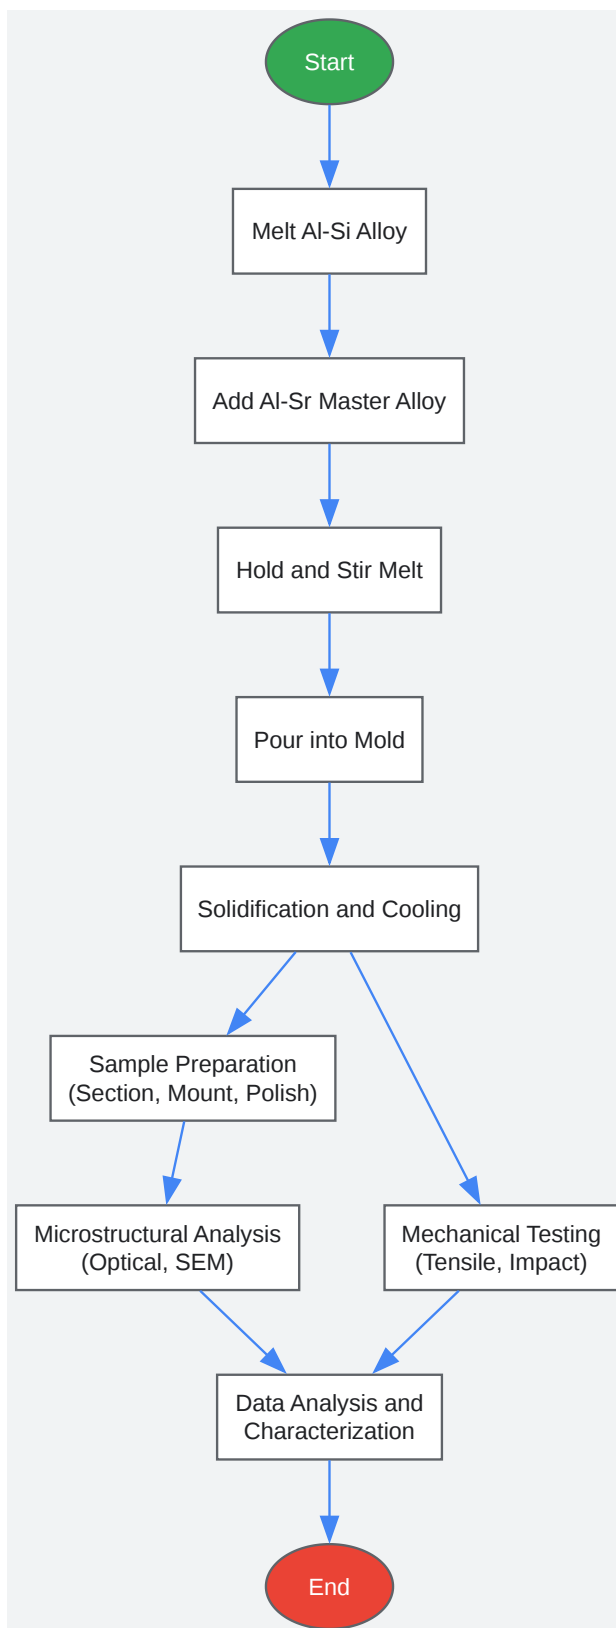 Start
Melt Al-Si Alloy
Add Al-Sr Master Alloy
Hold and Stir Melt
Pour into Mold
Solidification and Cooling
Sample Preparation
(Section, Mount, Polish)
Microstructural Analysis
(Optical, SEM)
Mechanical Testing
(Tensile, Impact)
Data Analysis and
Characterization
End